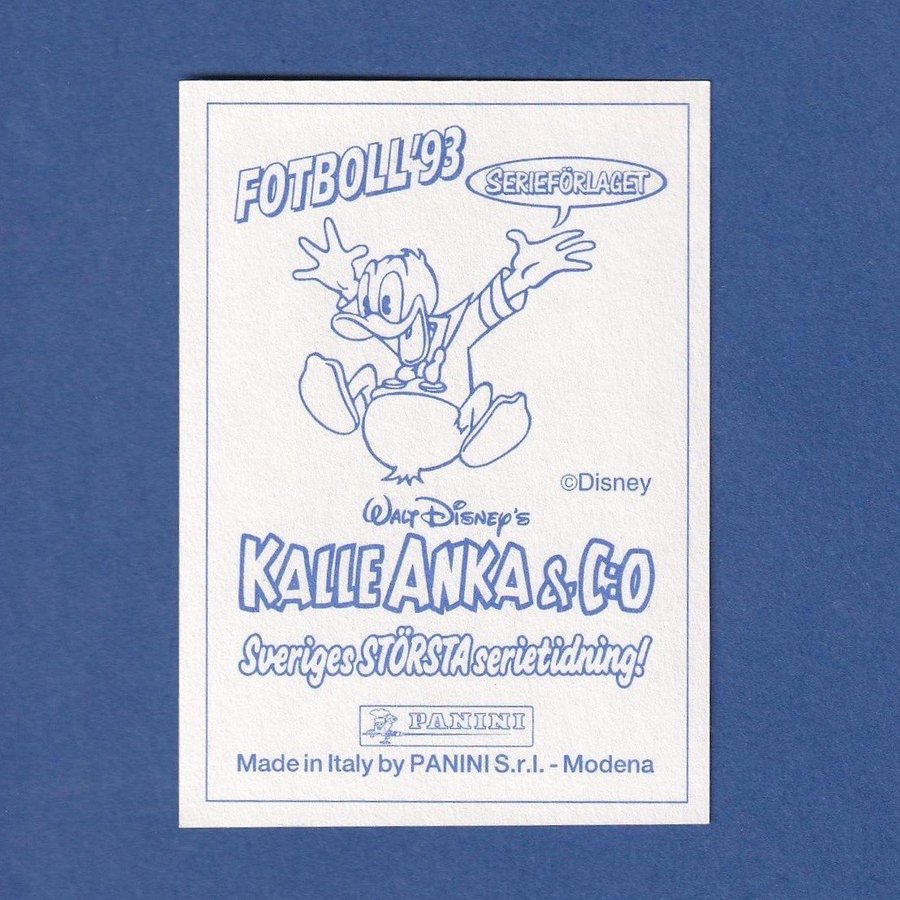 FOTBOLL '93
SERIEFÖRLAGET
©Disney
WALT DISNEY'S
KALLE ANKA & C:O
Sveriges STÖRSTA serietidning!
PANINI
Made in Italy by PANINI S.r.l. - Modena